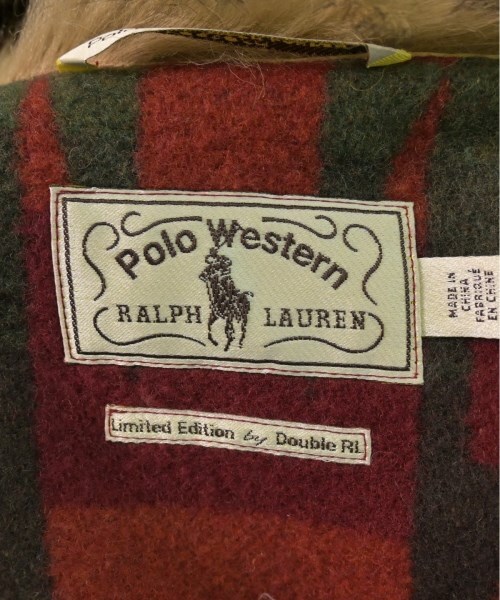 Polo Western
RALPH LAUREN
MADE IN
CHINA
FABRIQUÉ
EN CHINE
Limited Edition by Double RL